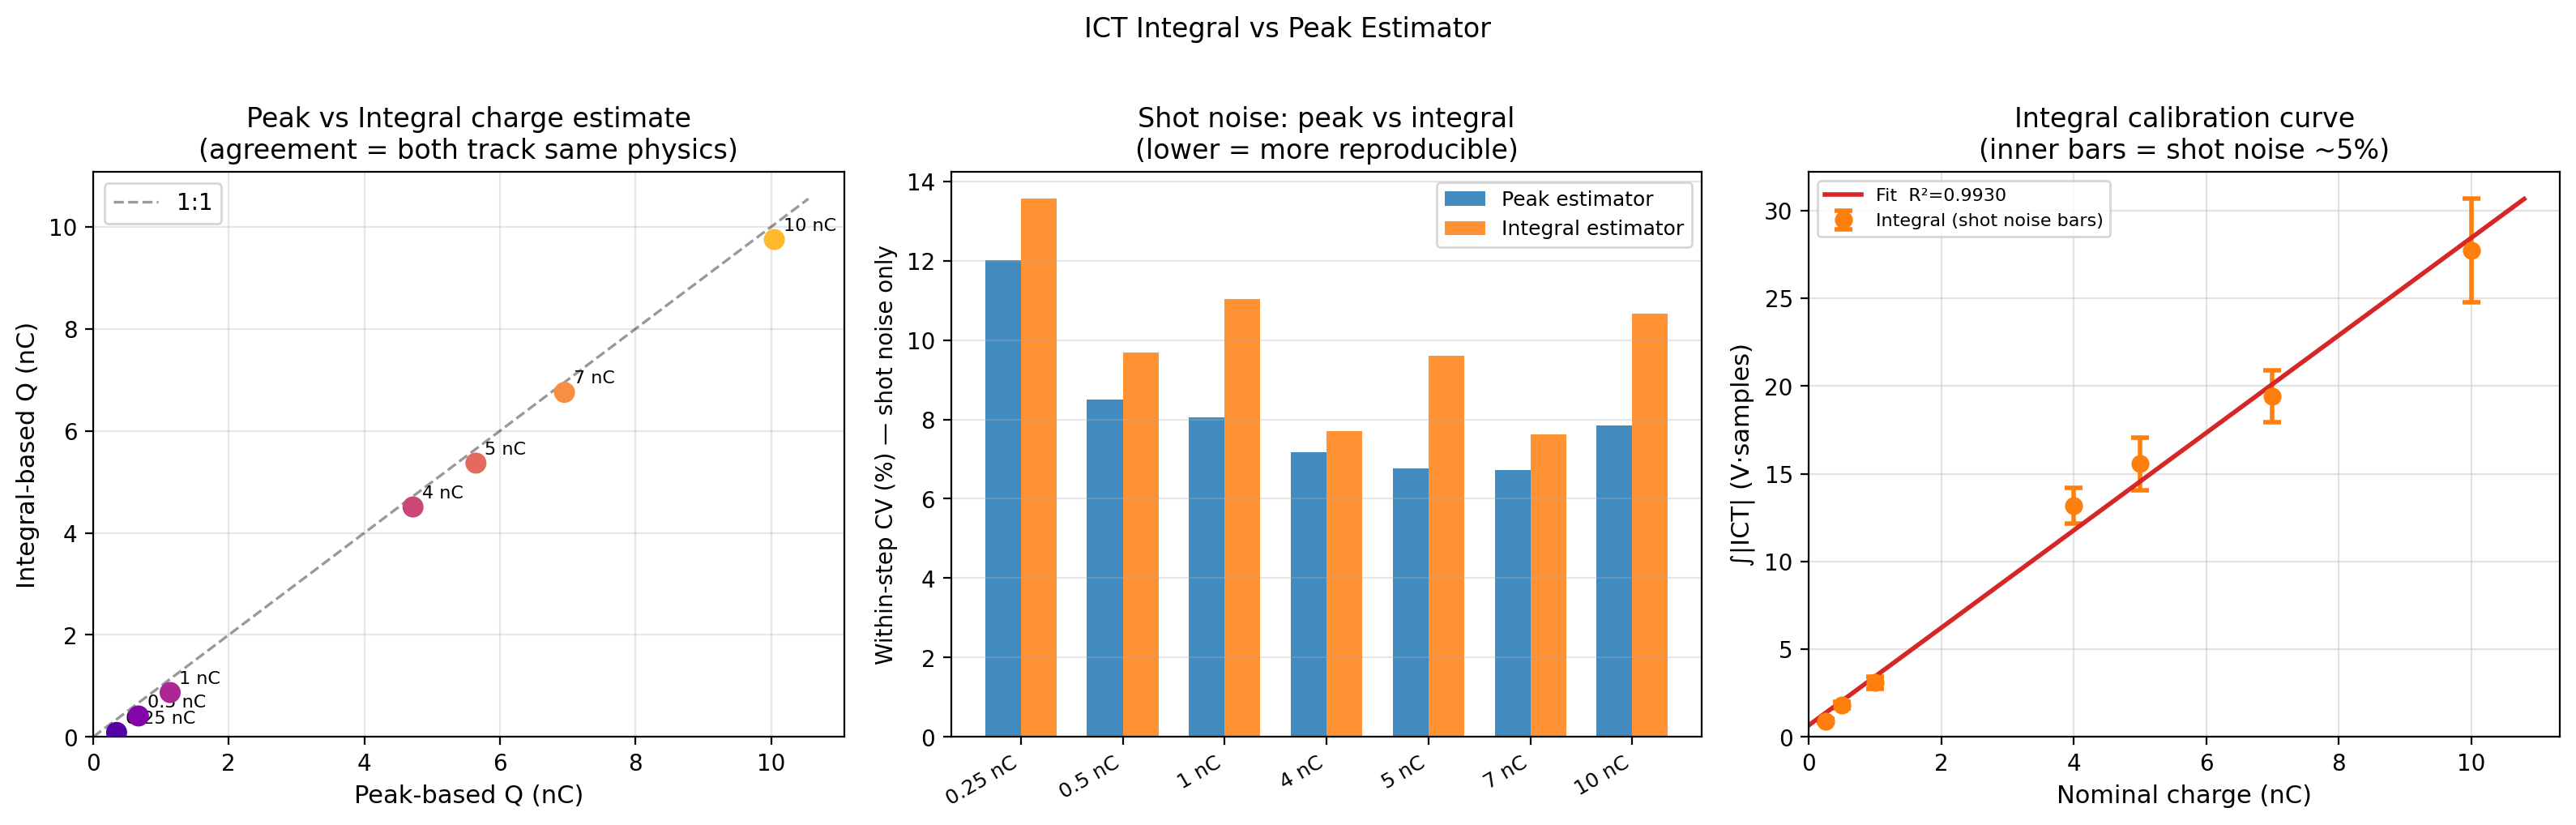 ICT Integral vs Peak Estimator
Peak vs Integral charge estimate
(agreement = both track same physics)
1:1
10 nC
7 nC
5 nC
4 nC
1 nC
0.5 nC
0.25 nC
10
8
6
4
2
0
0 2 4 6 8 10
Integral-based Q (nC)
Peak-based Q (nC)
Shot noise: peak vs integral
(lower = more reproducible)
Peak estimator
Integral estimator
14
12
10
8
6
4
2
0
Within-step CV (%) — shot noise only
0.25 nC 0.5 nC 1 nC 4 nC 5 nC 7 nC 10 nC
Integral calibration curve
(inner bars = shot noise ~5%)
Fit R²=0.9930
Integral (shot noise bars)
30
25
20
15
10
5
0
0 2 4 6 8 10
∫|ICT| (V·samples)
Nominal charge (nC)